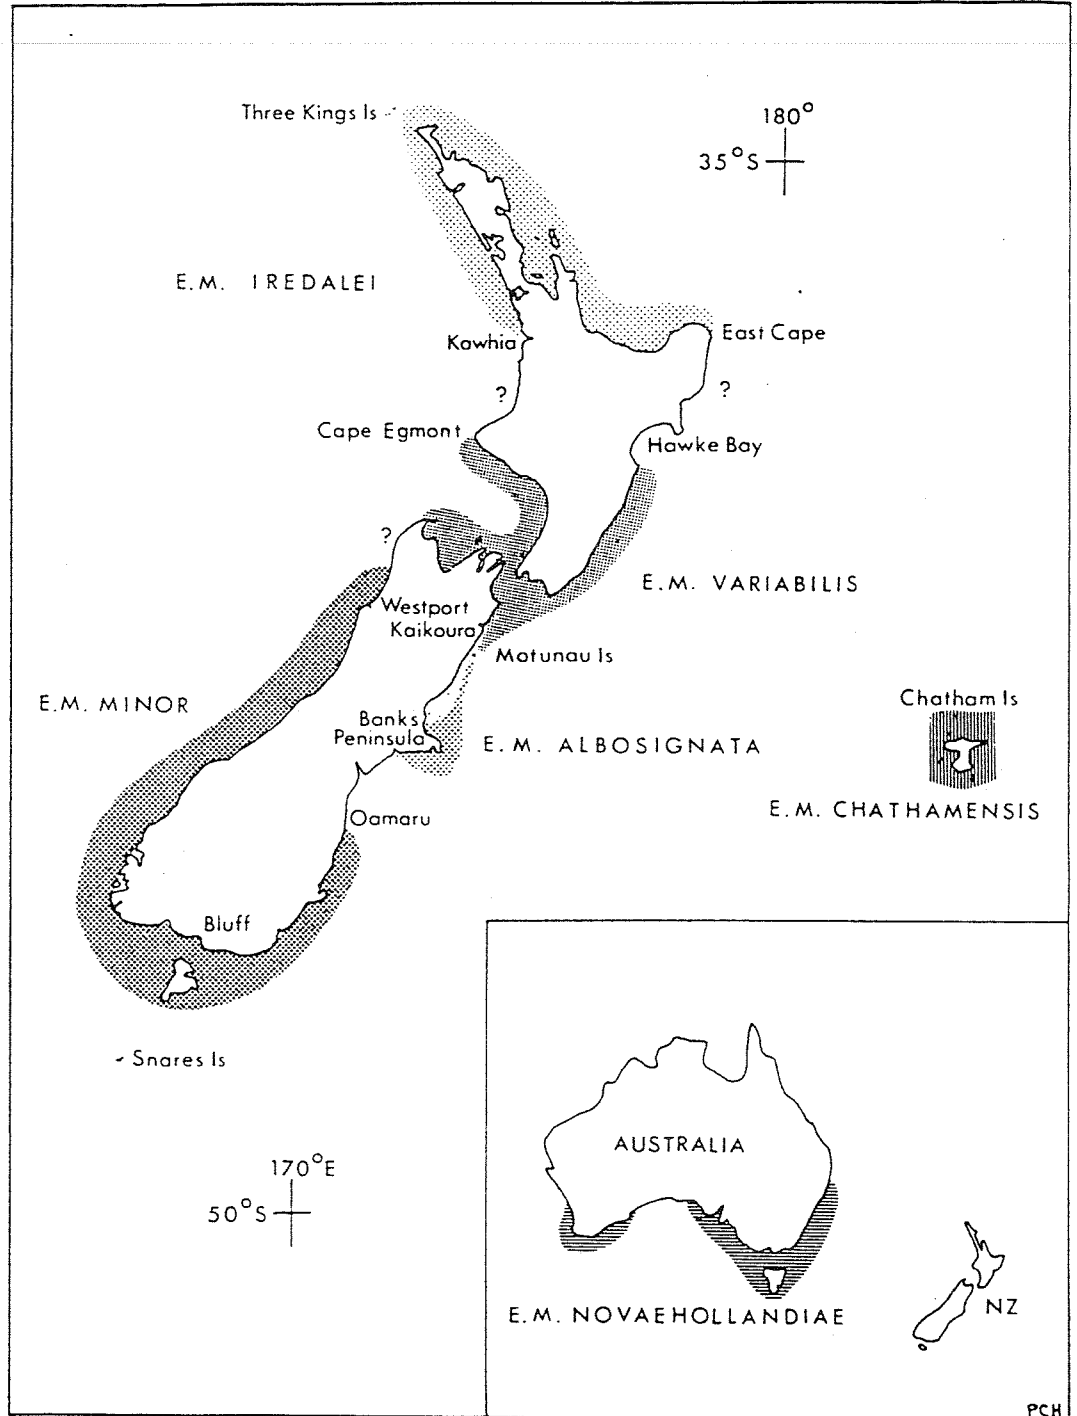 Three Kings Is
180°
35°S
E.M. IREDALEI
Kawhia
East Cape
?
?
Cape Egmont
Hawke Bay
?
E.M. VARIABILIS
Westport
Kaikoura
Motunau Is
E.M. MINOR
Chatham Is
Banks
Peninsula
E.M. ALBOSIGNATA
E.M. CHATHAMENSIS
Oamaru
Bluff
Snares Is
AUSTRALIA
170°E
50°S
E.M. NOVAEHOLLANDIAE
NZ
PCH